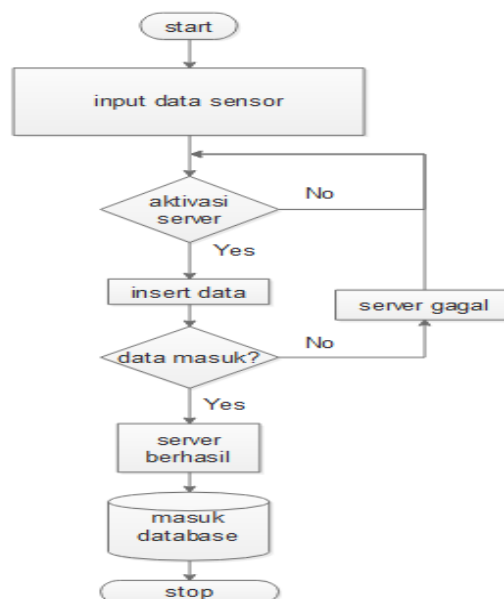 start
input data sensor
aktivasi
server
No
Yes
insert data
server gagal
data masuk?
No
Yes
server
berhasil
masuk
database
stop